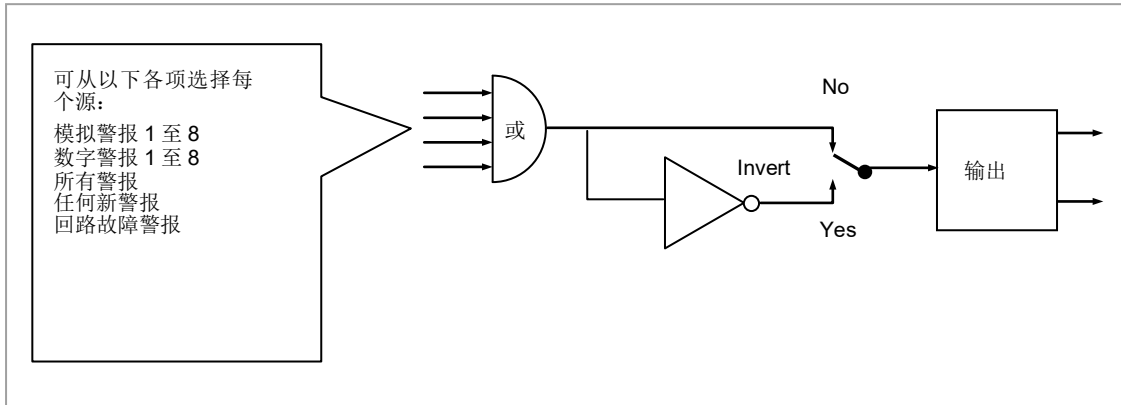 可从以下各项选择每
个源：
模拟警报 1 至 8
数字警报 1 至 8
所有警报
任何新警报
回路故障警报
或
No
Invert
Yes
输出